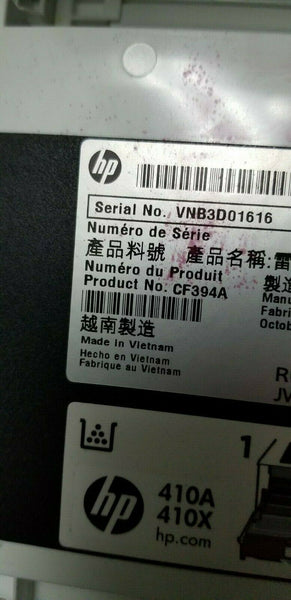 hp
Serial No. VNB3D01616
Numéro de Série
產品料號 產品名稱:雷
Numéro du Produit
Product No. CF394A
製造
Manu
Fabri
Octob
越南製造
Made in Vietnam
Hecho en Vietnam
Fabrique au Vietnam
R
JV
1/
hp
410A
410X
hp.com